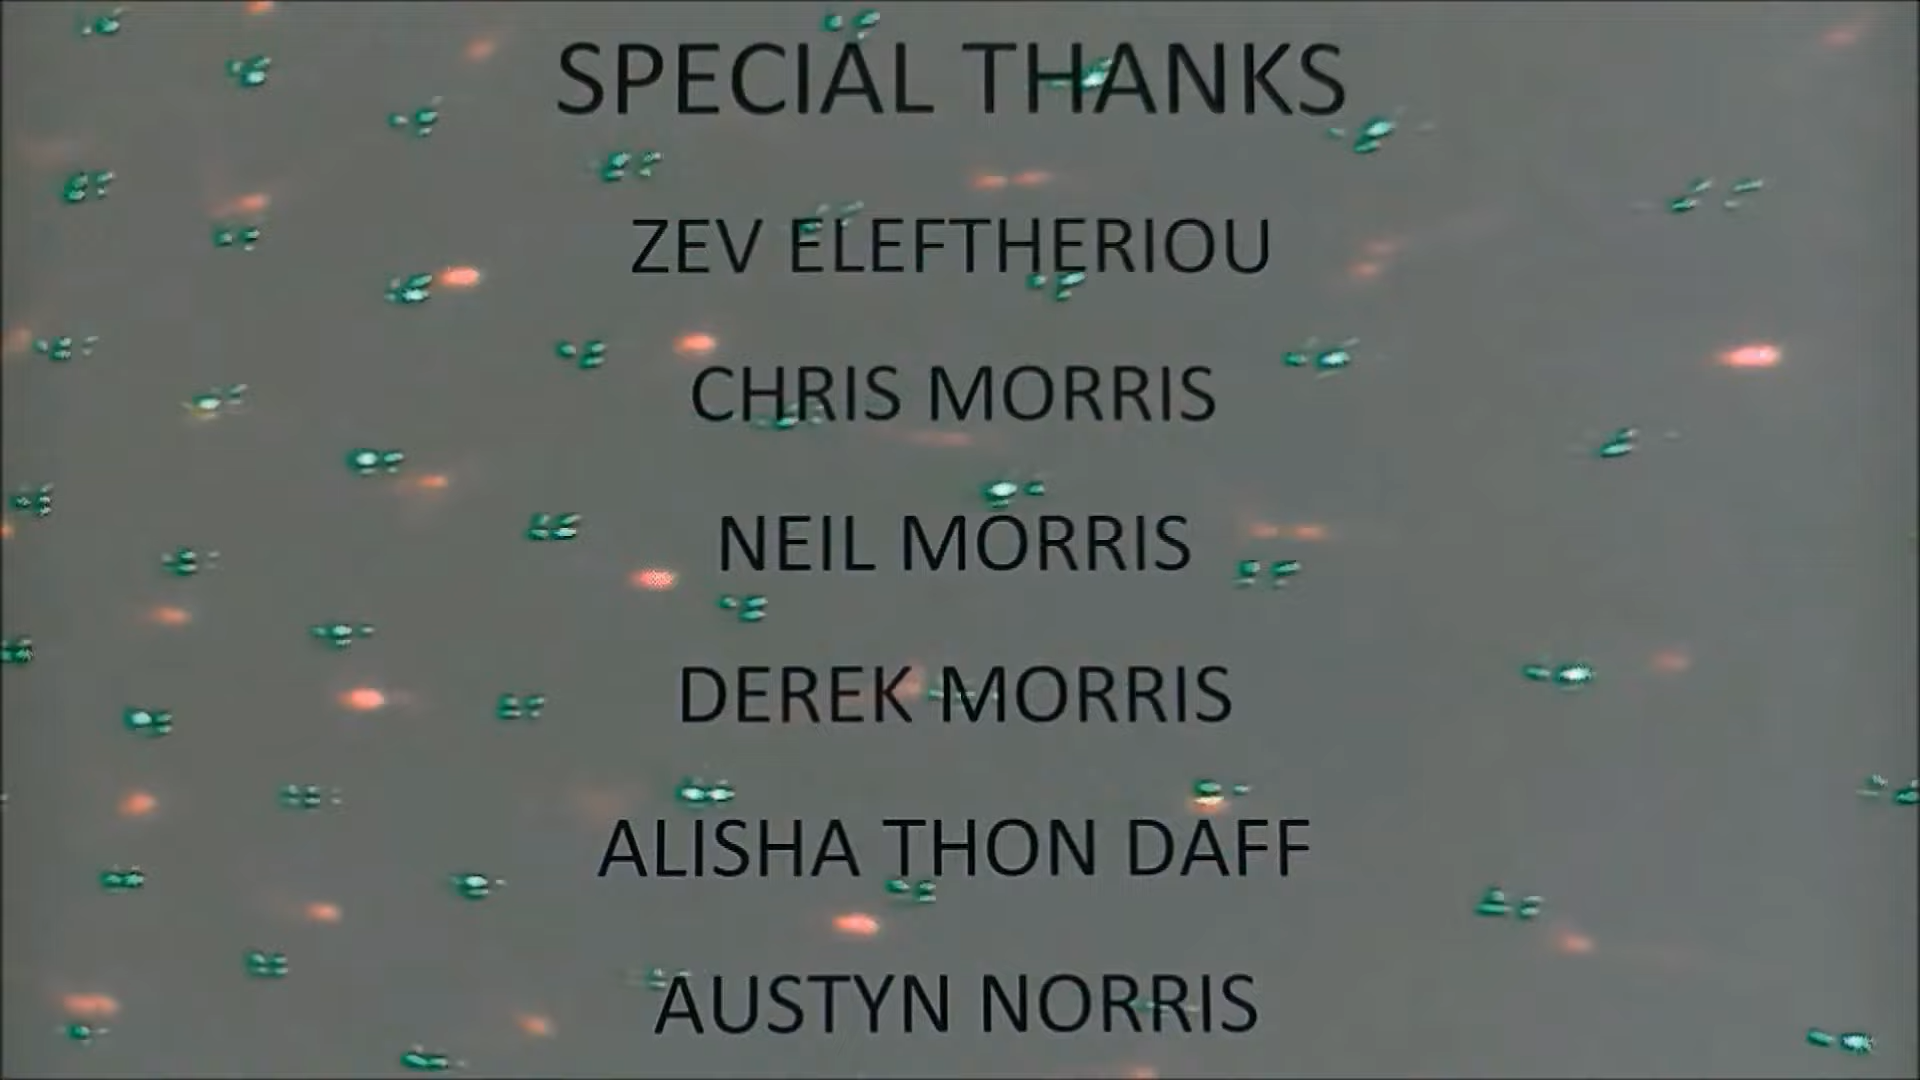 SPECIAL THANKS
ZEV ELEFTHERIOU
CHRIS MORRIS
NEIL MORRIS
DEREK MORRIS
ALISHA THON DAFF
AUSTYN NORRIS